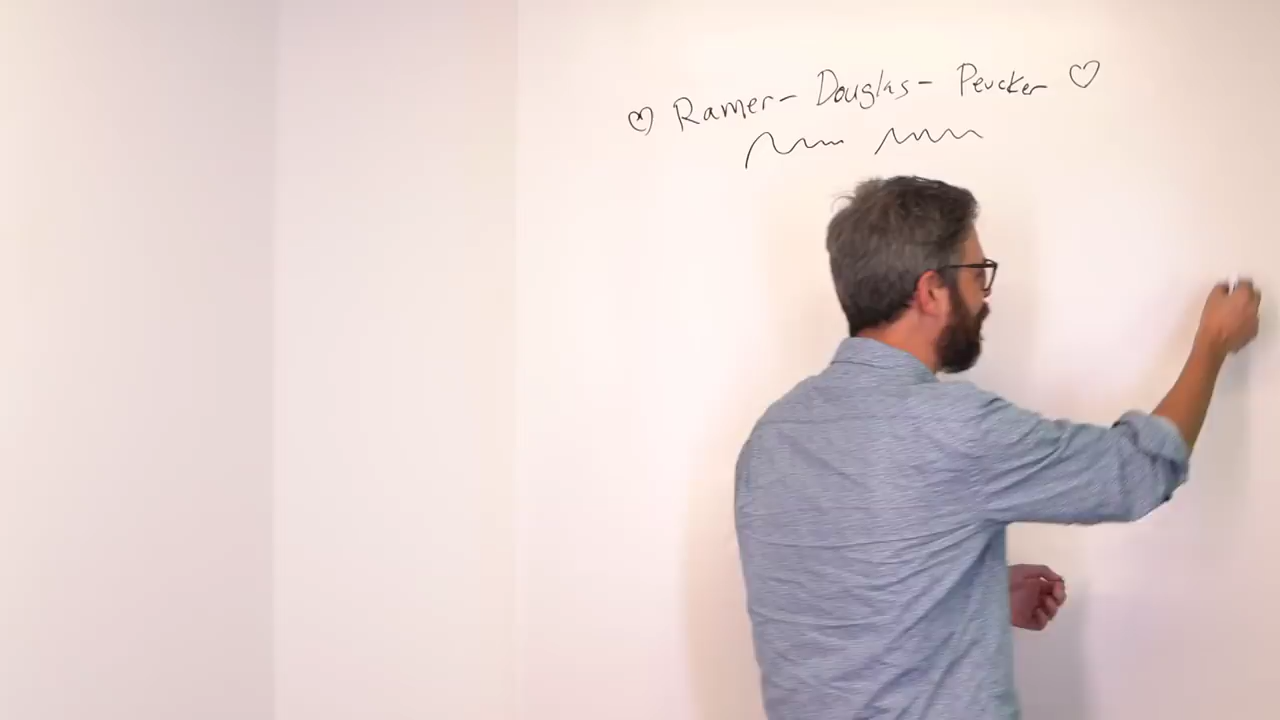 ♡ Ramer- Douglas- Peucker ♡